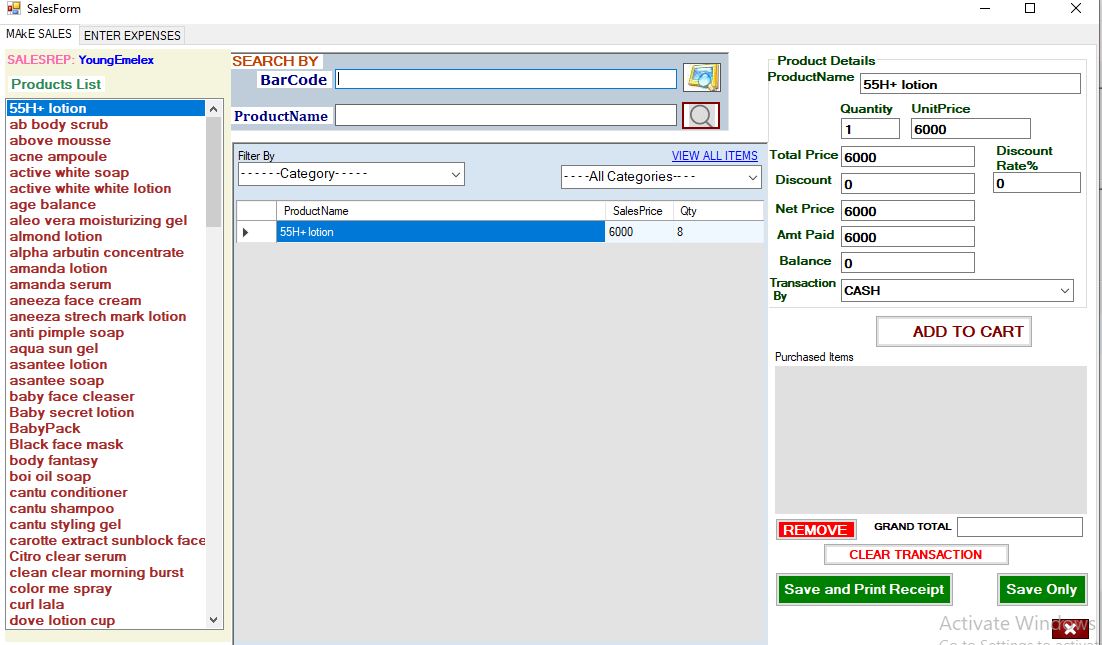 SalesForm
MAkE SALES ENTER EXPENSES
SALESREP: YoungEmelex
Products List
55H+ lotion
ab body scrub
above mousse
acne ampoule
active white soap
active white white lotion
age balance
aleo vera moisturizing gel
almond lotion
alpha arbutin concentrate
amanda lotion
amanda serum
aneeza face cream
aneeza strech mark lotion
anti pimple soap
aqua sun gel
asantee lotion
asantee soap
baby face cleaser
Baby secret lotion
BabyPack
Black face mask
body fantasy
boi oil soap
cantu conditioner
cantu shampoo
cantu styling gel
carotte extract sunblock face
Citro clear serum
clean clear morning burst
color me spray
curl lala
dove lotion cup
SEARCH BY
BarCode
ProductName
Filter By
VIEW ALL ITEMS
------Category-----
----All Categories----
ProductName SalesPrice Qty
55H+ lotion 6000 8
Product Details
ProductName 55H+ lotion
Quantity UnitPrice
1 6000
Total Price 6000
Discount Rate%
Discount 0 0
Net Price 6000
Amt Paid 6000
Balance 0
Transaction By CASH
ADD TO CART
Purchased Items
REMOVE GRAND TOTAL
CLEAR TRANSACTION
Save and Print Receipt Save Only
Activate Windows